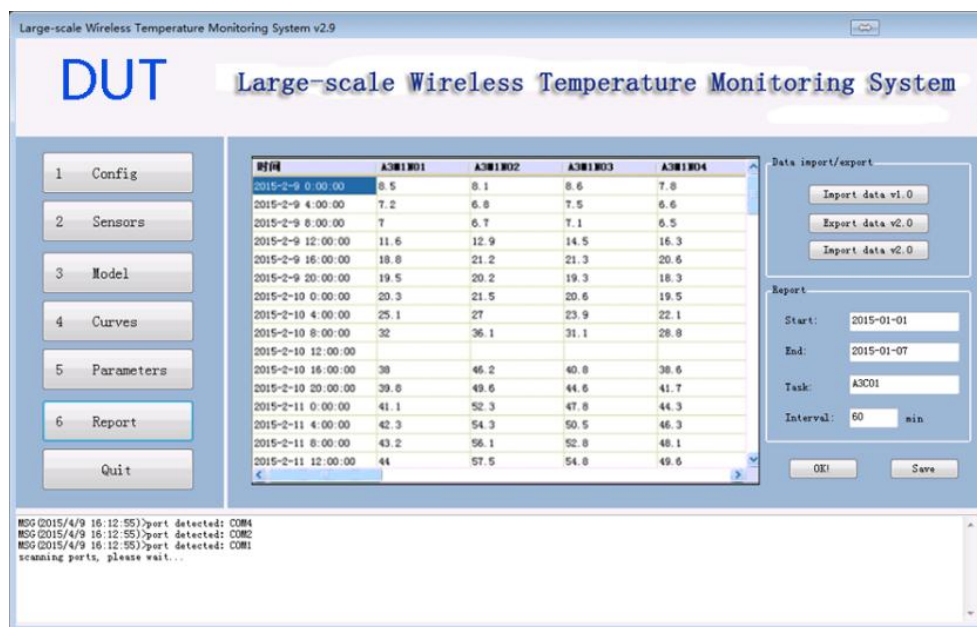 Large-scale Wireless Temperature Monitoring System v2.9
DUT Large-scale Wireless Temperature Monitoring System
1 Config
2 Sensors
3 Model
4 Curves
5 Parameters
6 Report
Quit
时间 A3W1N01 A3W1N02 A3W1N03 A3W1N04
2015-2-9 0:00:00 8.5 8.1 8.6 7.8
2015-2-9 4:00:00 7.2 6.8 7.5 6.6
2015-2-9 8:00:00 7 6.7 7.1 6.5
2015-2-9 12:00:00 11.6 12.9 14.5 16.3
2015-2-9 16:00:00 18.8 21.2 21.3 20.6
2015-2-9 20:00:00 19.5 20.2 19.3 18.3
2015-2-10 0:00:00 20.3 21.5 20.6 19.5
2015-2-10 4:00:00 25.1 27 23.9 22.1
2015-2-10 8:00:00 32 36.1 31.1 28.8
2015-2-10 12:00:00
2015-2-10 16:00:00 38 46.2 40.8 38.6
2015-2-10 20:00:00 39.8 49.6 44.6 41.7
2015-2-11 0:00:00 41.1 52.3 47.8 44.3
2015-2-11 4:00:00 42.3 54.3 50.5 46.3
2015-2-11 8:00:00 43.2 56.1 52.8 48.1
2015-2-11 12:00:00 44 57.5 54.8 49.6
Data import/export
Import data v1.0
Export data v2.0
Import data v2.0
Report
Start: 2015-01-01
End: 2015-01-07
Task: A3C01
Interval: 60 min
OK! Save
MSG(2015/4/9 16:12:55)>port detected: COM4
MSG(2015/4/9 16:12:55)>port detected: COM2
MSG(2015/4/9 16:12:55)>port detected: COM1
scanning ports, please wait...